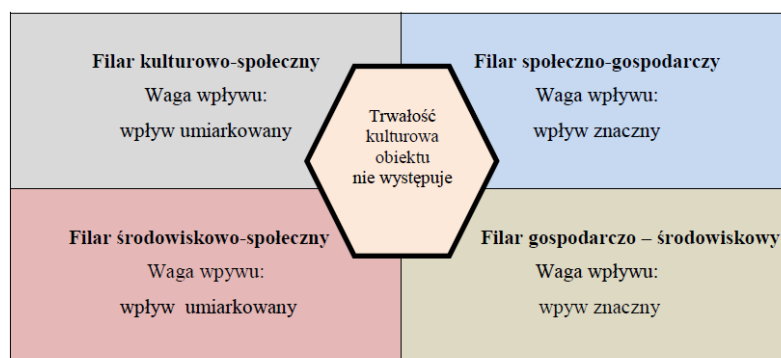 Filar kulturowo-społeczny
Waga wpływu:
wpływ umiarkowany
Filar społeczno-gospodarczy
Waga wpływu:
wpływ znaczny
Trwałość
kulturowa
obiektu
nie występuje
Filar środowiskowo-społeczny
Waga wpywu:
wpływ umiarkowany
Filar gospodarczo – środowiskowy
Waga wpływu:
wpyw znaczny